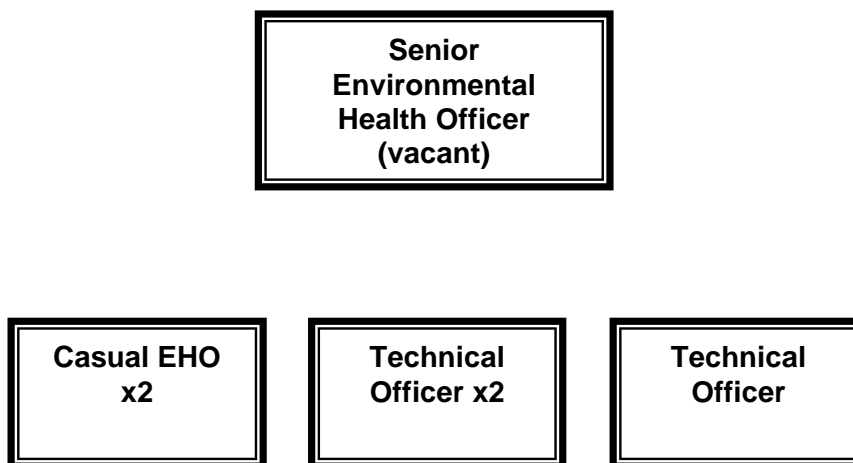 Senior
Environmental
Health Officer
(vacant)
Casual EHO
x2
Technical
Officer x2
Technical
Officer